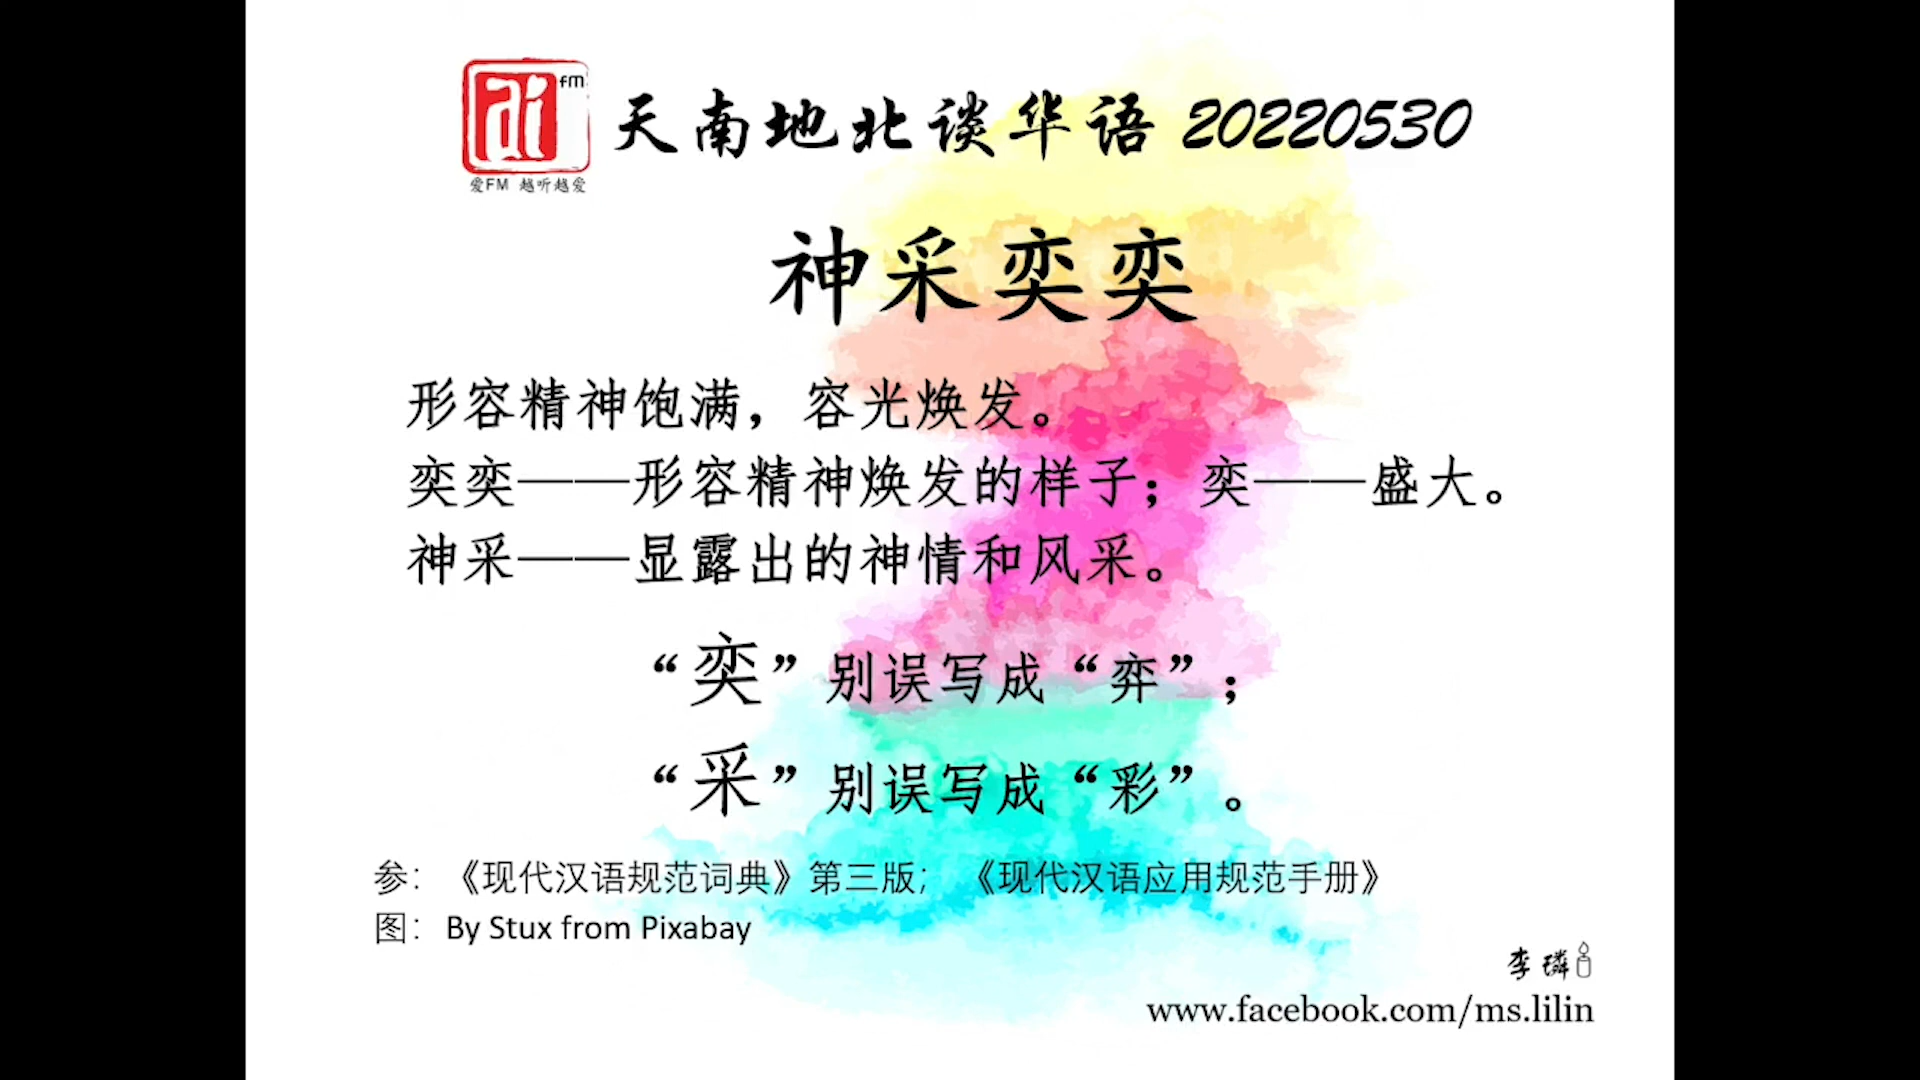 ai fm
爱FM 越听越爱
天南地北谈华语 20220530
神采奕奕
形容精神饱满，容光焕发。
奕奕——形容精神焕发的样子；奕——盛大。
神采——显露出的神情和风采。
“奕”别误写成“弈”；
“采”别误写成“彩”。
参：《现代汉语规范词典》第三版；《现代汉语应用规范手册》
图：By Stux from Pixabay
李璘
www.facebook.com/ms.lilin